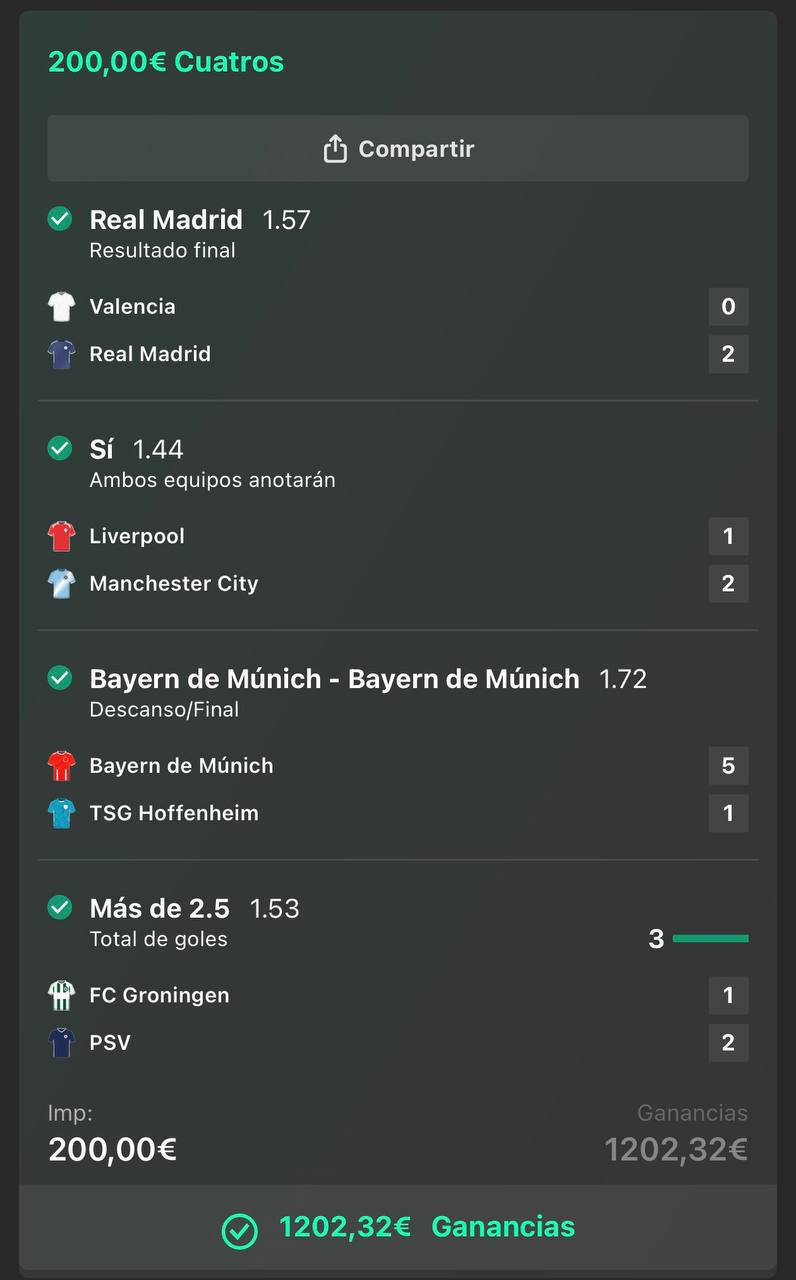 200,00€ Cuatros
Compartir
Real Madrid 1.57
Resultado final
Valencia 0
Real Madrid 2
Sí 1.44
Ambos equipos anotarán
Liverpool 1
Manchester City 2
Bayern de Múnich - Bayern de Múnich 1.72
Descanso/Final
Bayern de Múnich 5
TSG Hoffenheim 1
Más de 2.5 1.53
Total de goles 3
FC Groningen 1
PSV 2
Imp: Ganancias
200,00€ 1202,32€
1202,32€ Ganancias